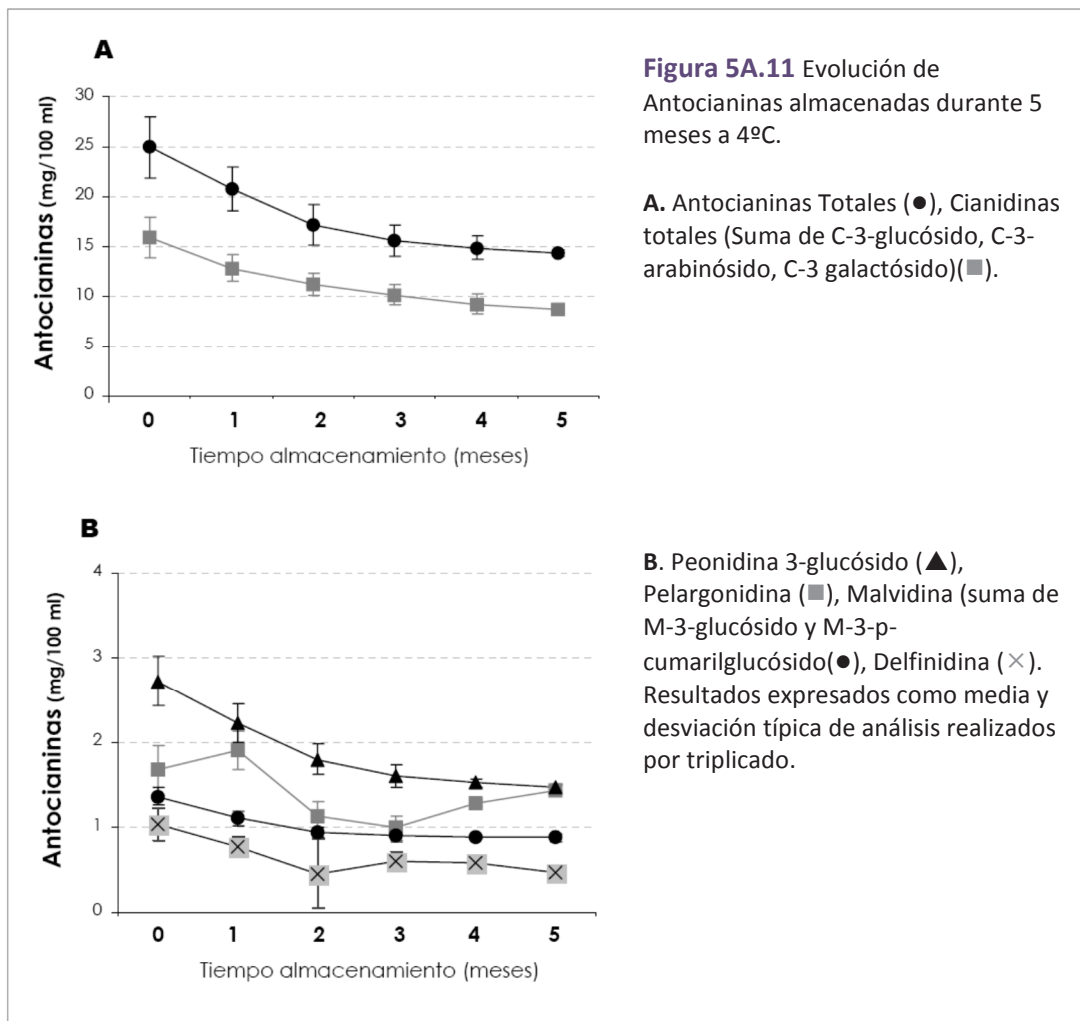 A
Antocianinas (mg/100 ml)
30
25
20
15
10
5
0
0 1 2 3 4 5
Tiempo almacenamiento (meses)
Figura 5A.11 Evolución de
Antocianinas almacenadas durante 5
meses a 4ºC.
A. Antocianinas Totales (●), Cianidinas
totales (Suma de C-3-glucósido, C-3-
arabinósido, C-3 galactósido)(■).
B
Antocianinas (mg/100 ml)
4
3
2
1
0
0 1 2 3 4 5
Tiempo almacenamiento (meses)
B. Peonidina 3-glucósido (▲),
Pelargonidina (■), Malvidina (suma de
M-3-glucósido y M-3-p-
cumarilglucósido(●), Delfinidina (×).
Resultados expresados como media y
desviación típica de análisis realizados
por triplicado.